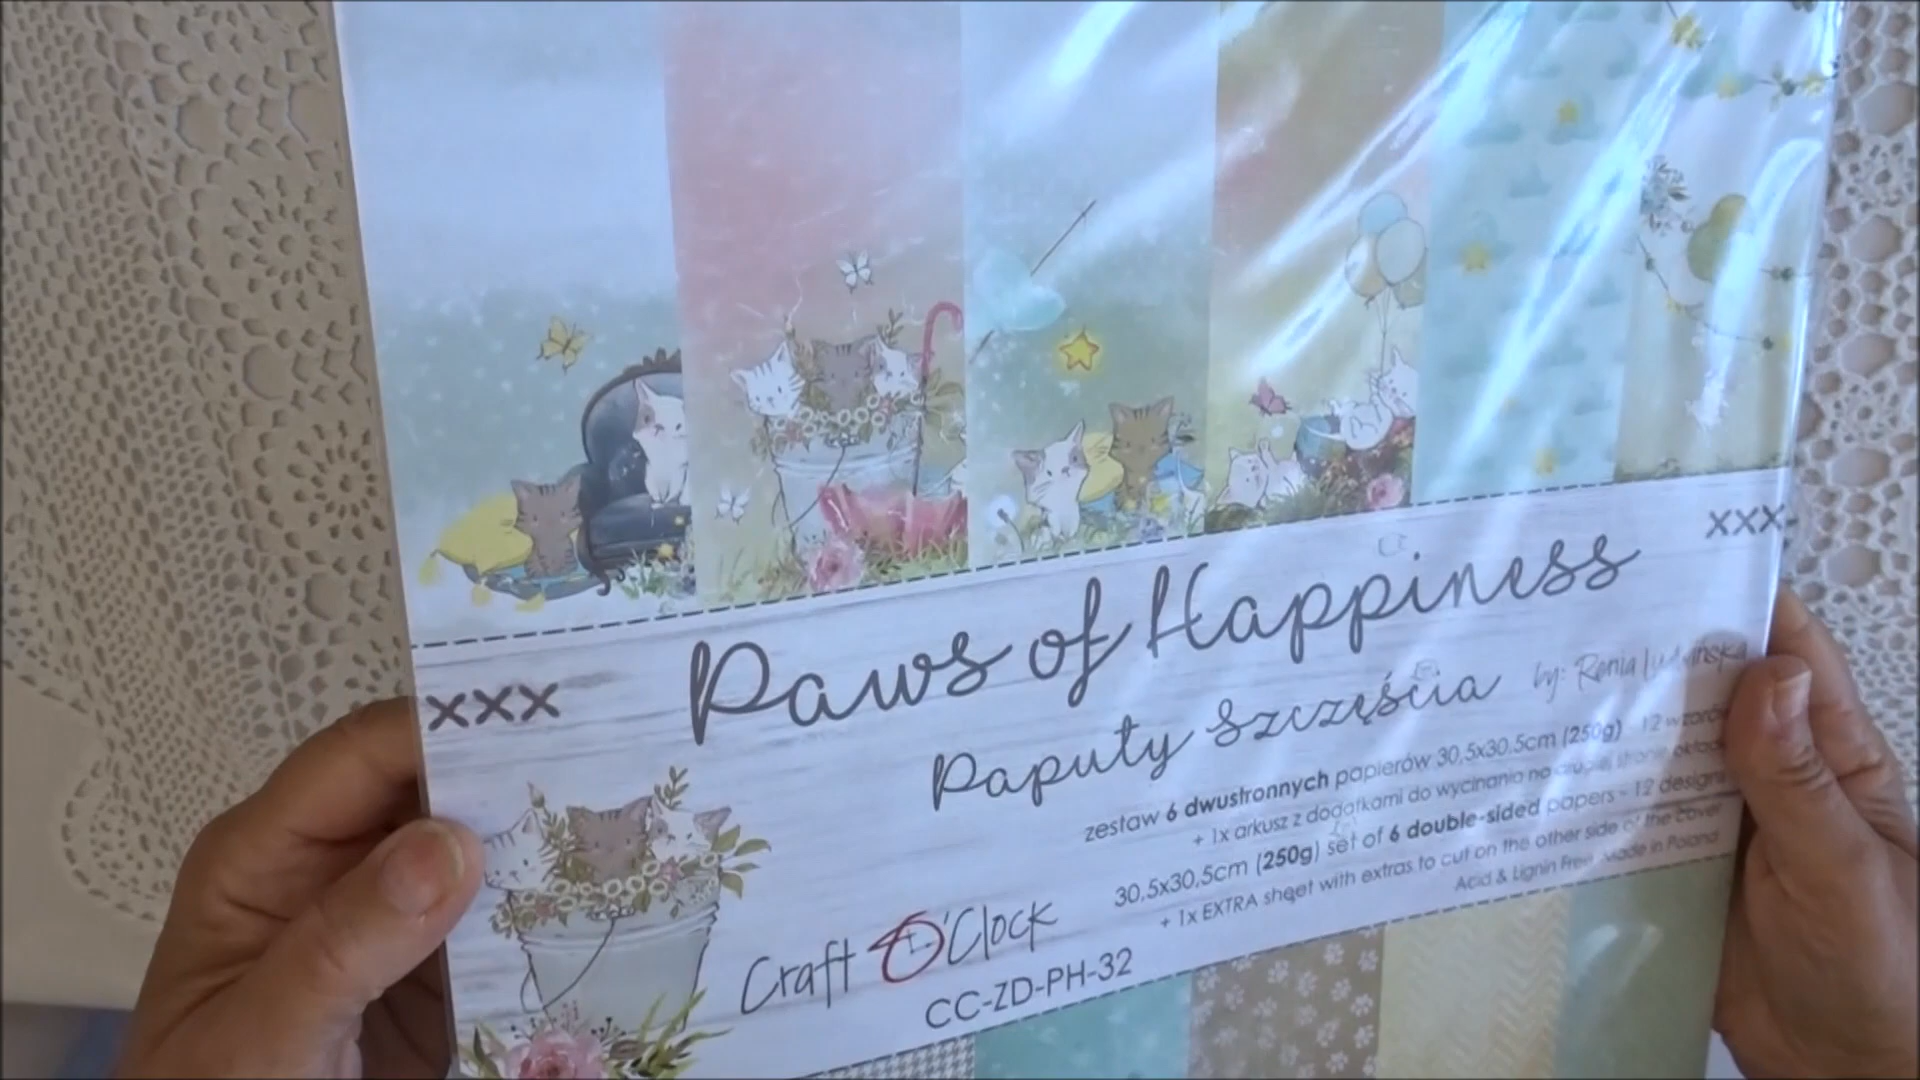 xxx
Paws of Happiness
xxx
Paputy Szczęścia by: Renia
zestaw 6 dwustronnych papierów 30,5x30,5cm (250g) - 12 wzorów
+ 1x arkusz z dodatkami do wycinania na drugiej stronie
30,5x30,5cm (250g) set of 6 double-sided papers - 12 designs
+ 1x EXTRA sheet with extras to cut on the other side of the cover
Acid & Lignin Free Made in Poland
Craft O'Clock
CC-ZD-PH-32